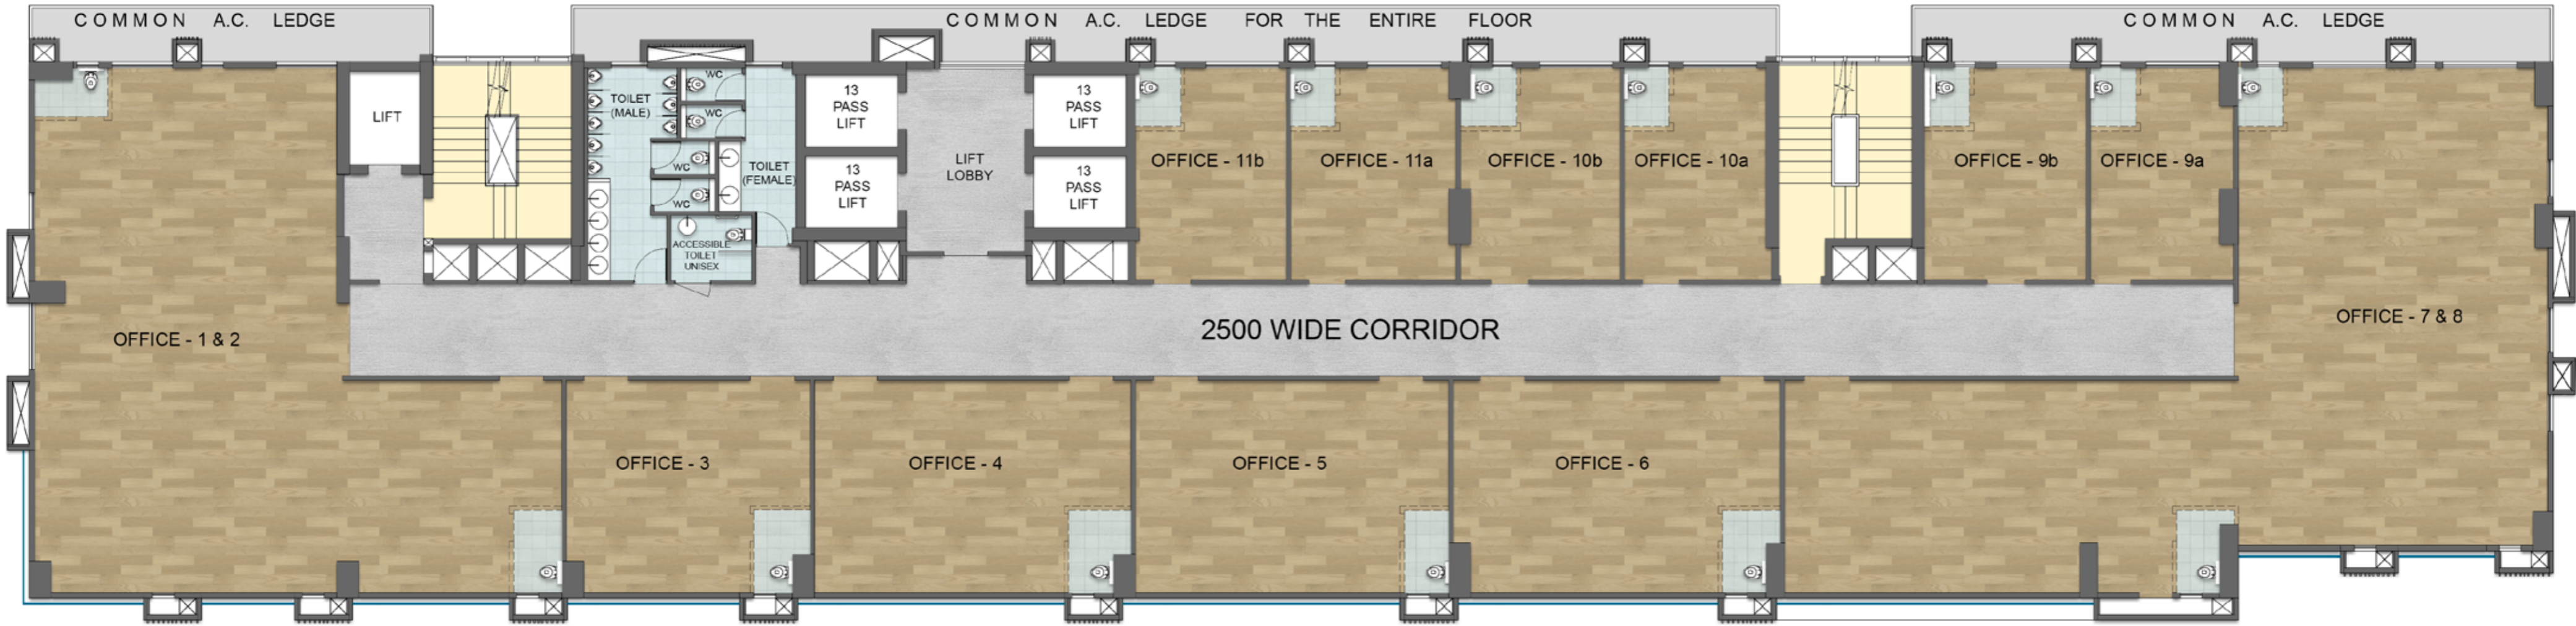 COMMON A.C. LEDGE
COMMON A.C. LEDGE FOR THE ENTIRE FLOOR
COMMON A.C. LEDGE
LIFT
TOILET
(MALE)
WC
WC
WC
WC
TOILET
(FEMALE)
ACCESSIBLE
TOILET
UNISEX
13
PASS
LIFT
13
PASS
LIFT
LIFT
LOBBY
13
PASS
LIFT
13
PASS
LIFT
OFFICE - 11b
OFFICE - 11a
OFFICE - 10b
OFFICE - 10a
OFFICE - 9b
OFFICE - 9a
OFFICE - 1 & 2
2500 WIDE CORRIDOR
OFFICE - 7 & 8
OFFICE - 3
OFFICE - 4
OFFICE - 5
OFFICE - 6